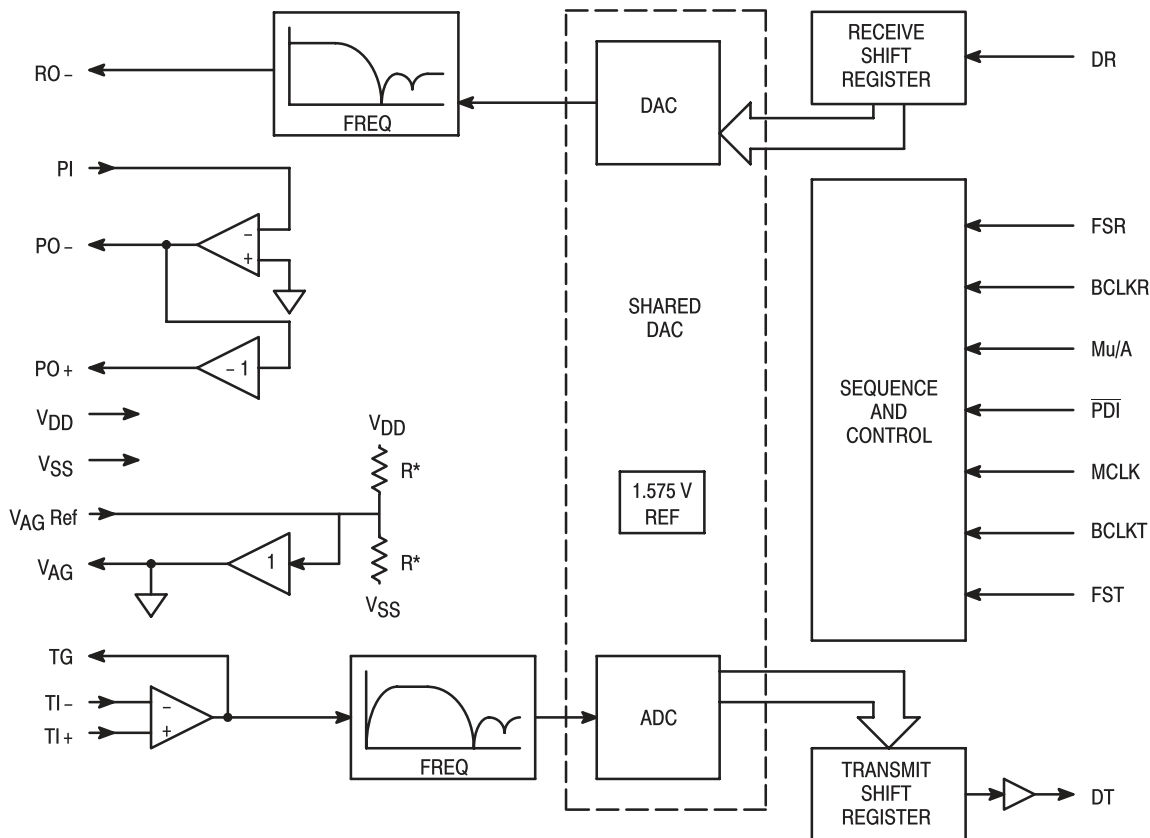 RO −
FREQ
DAC
RECEIVE
SHIFT
REGISTER
DR
PI
PO −
−
+
PO +
− 1
SHARED
DAC
SEQUENCE
AND
CONTROL
FSR
BCLKR
Mu/A
PDI
MCLK
BCLKT
FST
VDD
VSS
VAG Ref
VAG
1
VDD
R*
R*
VSS
1.575 V
REF
TG
TI −
TI +
−
+
FREQ
ADC
TRANSMIT
SHIFT
REGISTER
DT